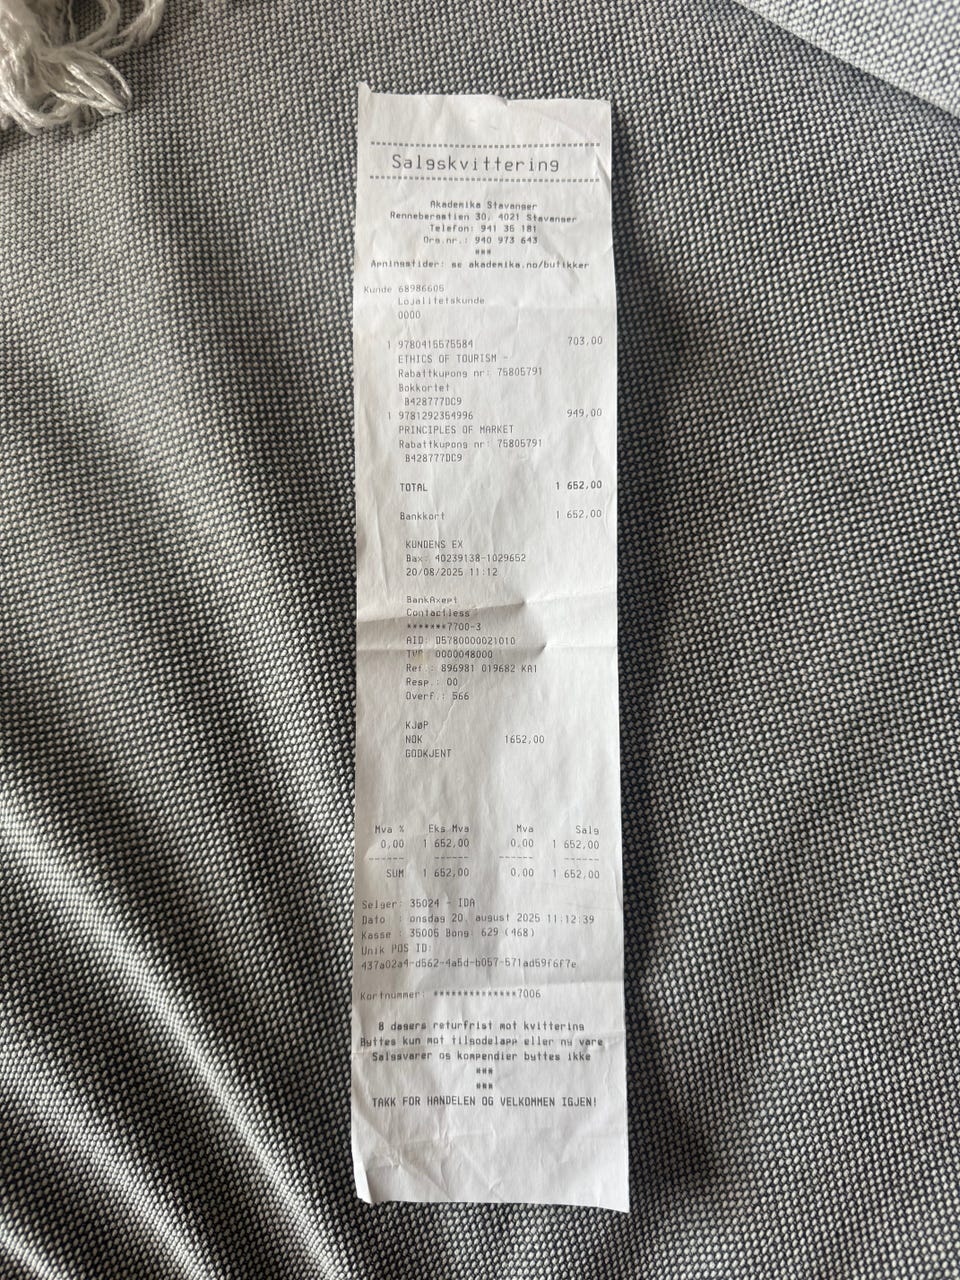 Salgskvittering
Akademika Stavanger
Rennebergstien 30, 4021 Stavanger
Telefon: 941 36 181
Org.nr.: 940 973 643
***
Åpningstider: se akademika.no/butikker
Kunde 68986605
Lojalitetskunde
0000
1 9780415575584 703,00
ETHICS OF TOURISM -
Rabattkupong nr: 75805791
Bokkortet
B428777DC9
1 9781292354996 949,00
PRINCIPLES OF MARKET
Rabattkupong nr: 75805791
B428777DC9
TOTAL 1 652,00
Bankkort 1 652,00
KUNDENS EX
Bax: 40239138-1029652
20/08/2025 11:12
BankAxept
Contactless
*******7700-3
AID: D5780000021010
TVR: 0000048000
Ref.: 896981 019682 KA1
Resp.: 00
Overf.: 566
KJØP
NOK 1652,00
GODKJENT
Mva % Eks Mva Mva Salg
0,00 1 652,00 0,00 1 652,00
------ ------ ------ ------
SUM 1 652,00 0,00 1 652,00
Selger: 35024 - IDA
Dato : onsdag 20. august 2025 11:12:39
Kasse : 35005 Bong: 629 (468)
Unik POS ID:
437a02a4-d562-4a5d-b057-571ad59f6f7e
Kortnummer: **************7006
8 dagers returfrist mot kvittering
Byttes kun mot tilgodelapp eller ny vare
Salgsvarer og kompendier byttes ikke
***
***
TAKK FOR HANDELEN OG VELKOMMEN IGJEN!